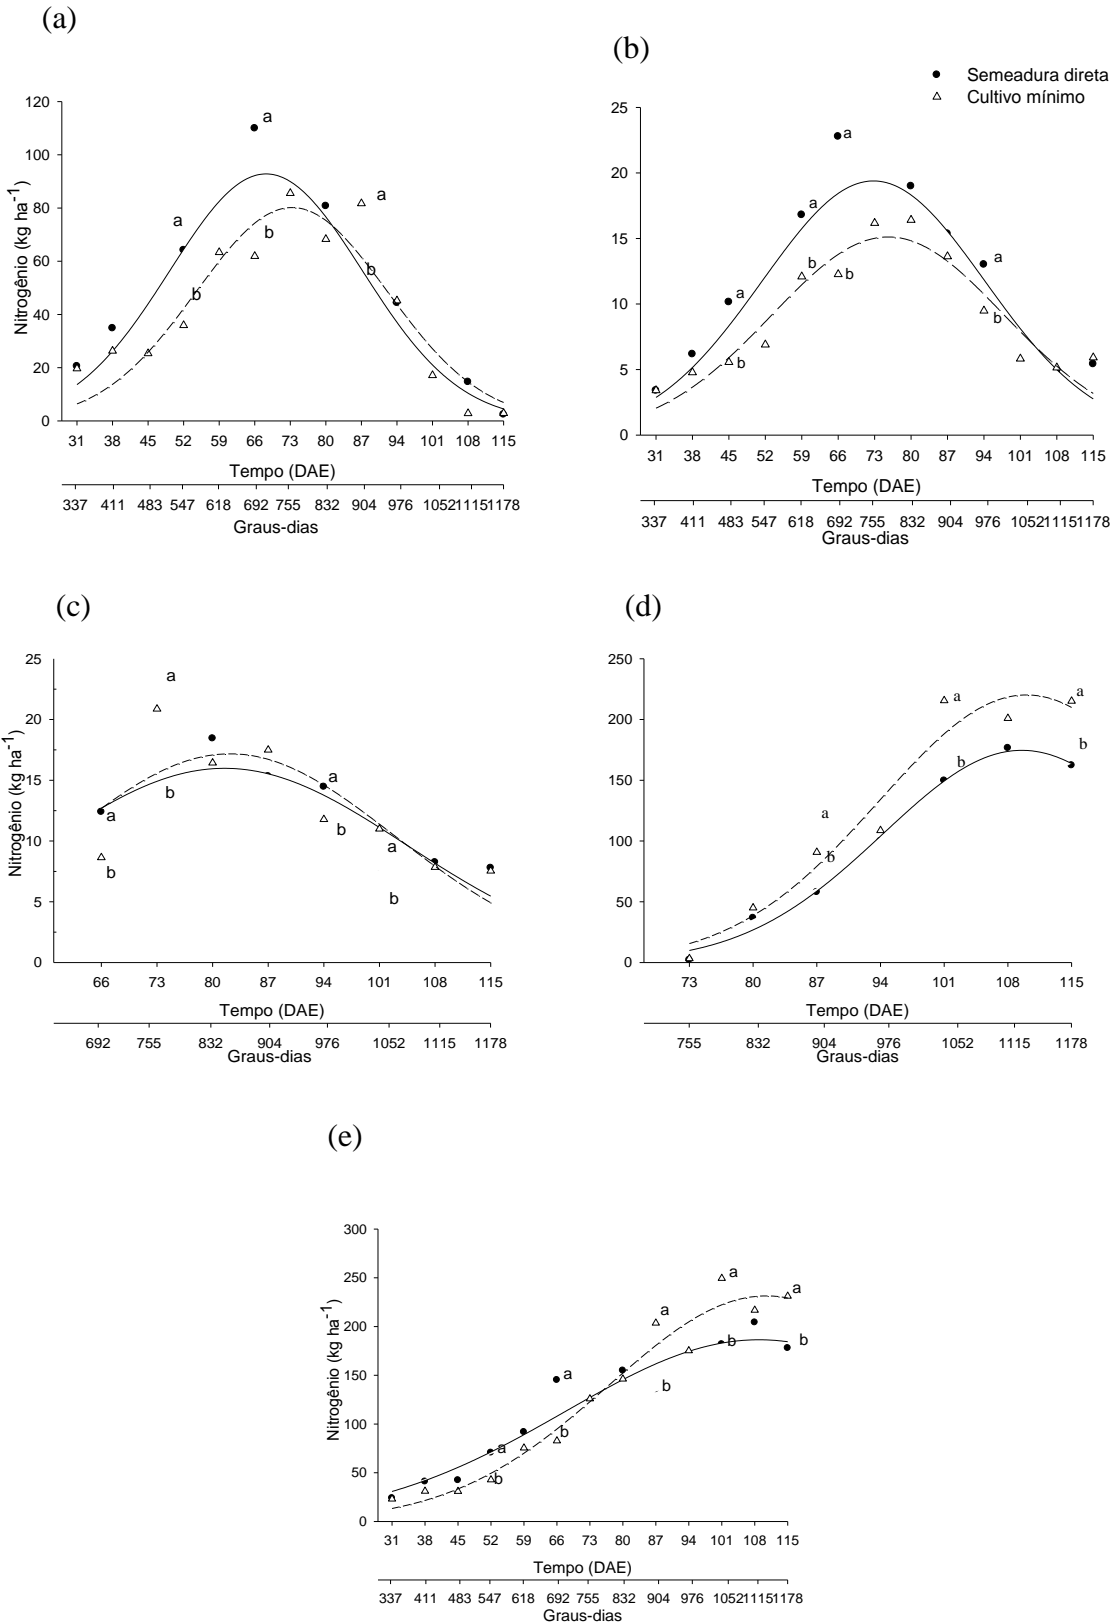 (a)
(b)
Semeadura direta
Cultivo mínimo
120
100
80
60
40
20
0
Nitrogênio (kg ha-1)
a
a
a
b
b
b
31 38 45 52 59 66 73 80 87 94 101 108 115
Tempo (DAE)
337 411 483 547 618 692 755 832 904 976 1052 1115 1178
Graus-dias
25
20
15
10
5
0
a
a
a
a
b
b
b
b
31 38 45 52 59 66 73 80 87 94 101 108 115
Tempo (DAE)
337 411 483 547 618 692 755 832 904 976 1052 1115 1178
Graus-dias
(c)
(d)
25
20
15
10
5
0
Nitrogênio (kg ha-1)
a
a
b
a
b
b
a
b
66 73 80 87 94 101 108 115
Tempo (DAE)
692 755 832 904 976 1052 1115 1178
Graus-dias
250
200
150
100
50
0
a
a
b
b
a
b
73 80 87 94 101 108 115
Tempo (DAE)
755 832 904 976 1052 1115 1178
Graus-dias
(e)
300
250
200
150
100
50
0
Nitrogênio (kg ha-1)
a
a
a
b
b
a
b
b
a
b
31 38 45 52 59 66 73 80 87 94 101 108 115
Tempo (DAE)
337 411 483 547 618 692 755 832 904 976 1052 1115 1178
Graus-dias